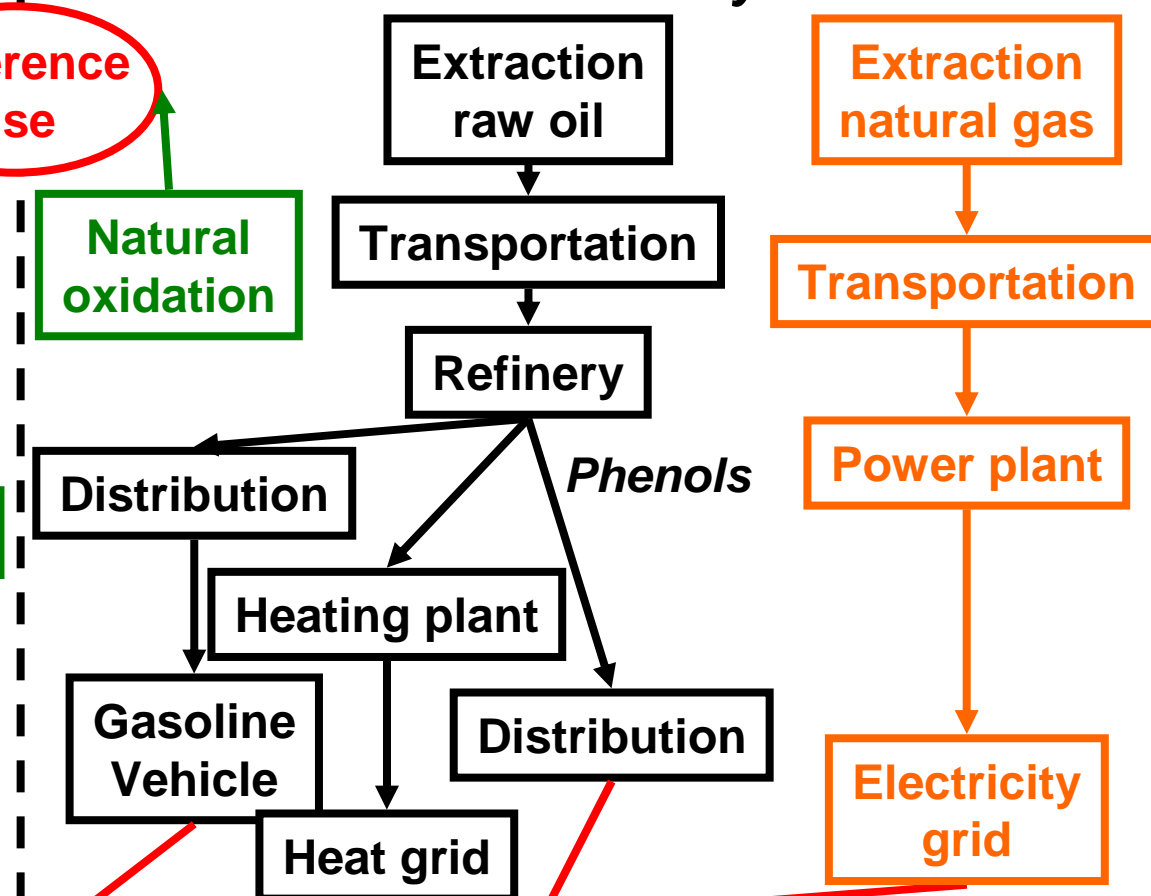 Extraction
raw oil
Extraction
natural gas
Natural
oxidation
Transportation
Transportation
Refinery
Phenols
Power plant
Distribution
Heating plant
Gasoline
Vehicle
Distribution
Electricity
grid
Heat grid